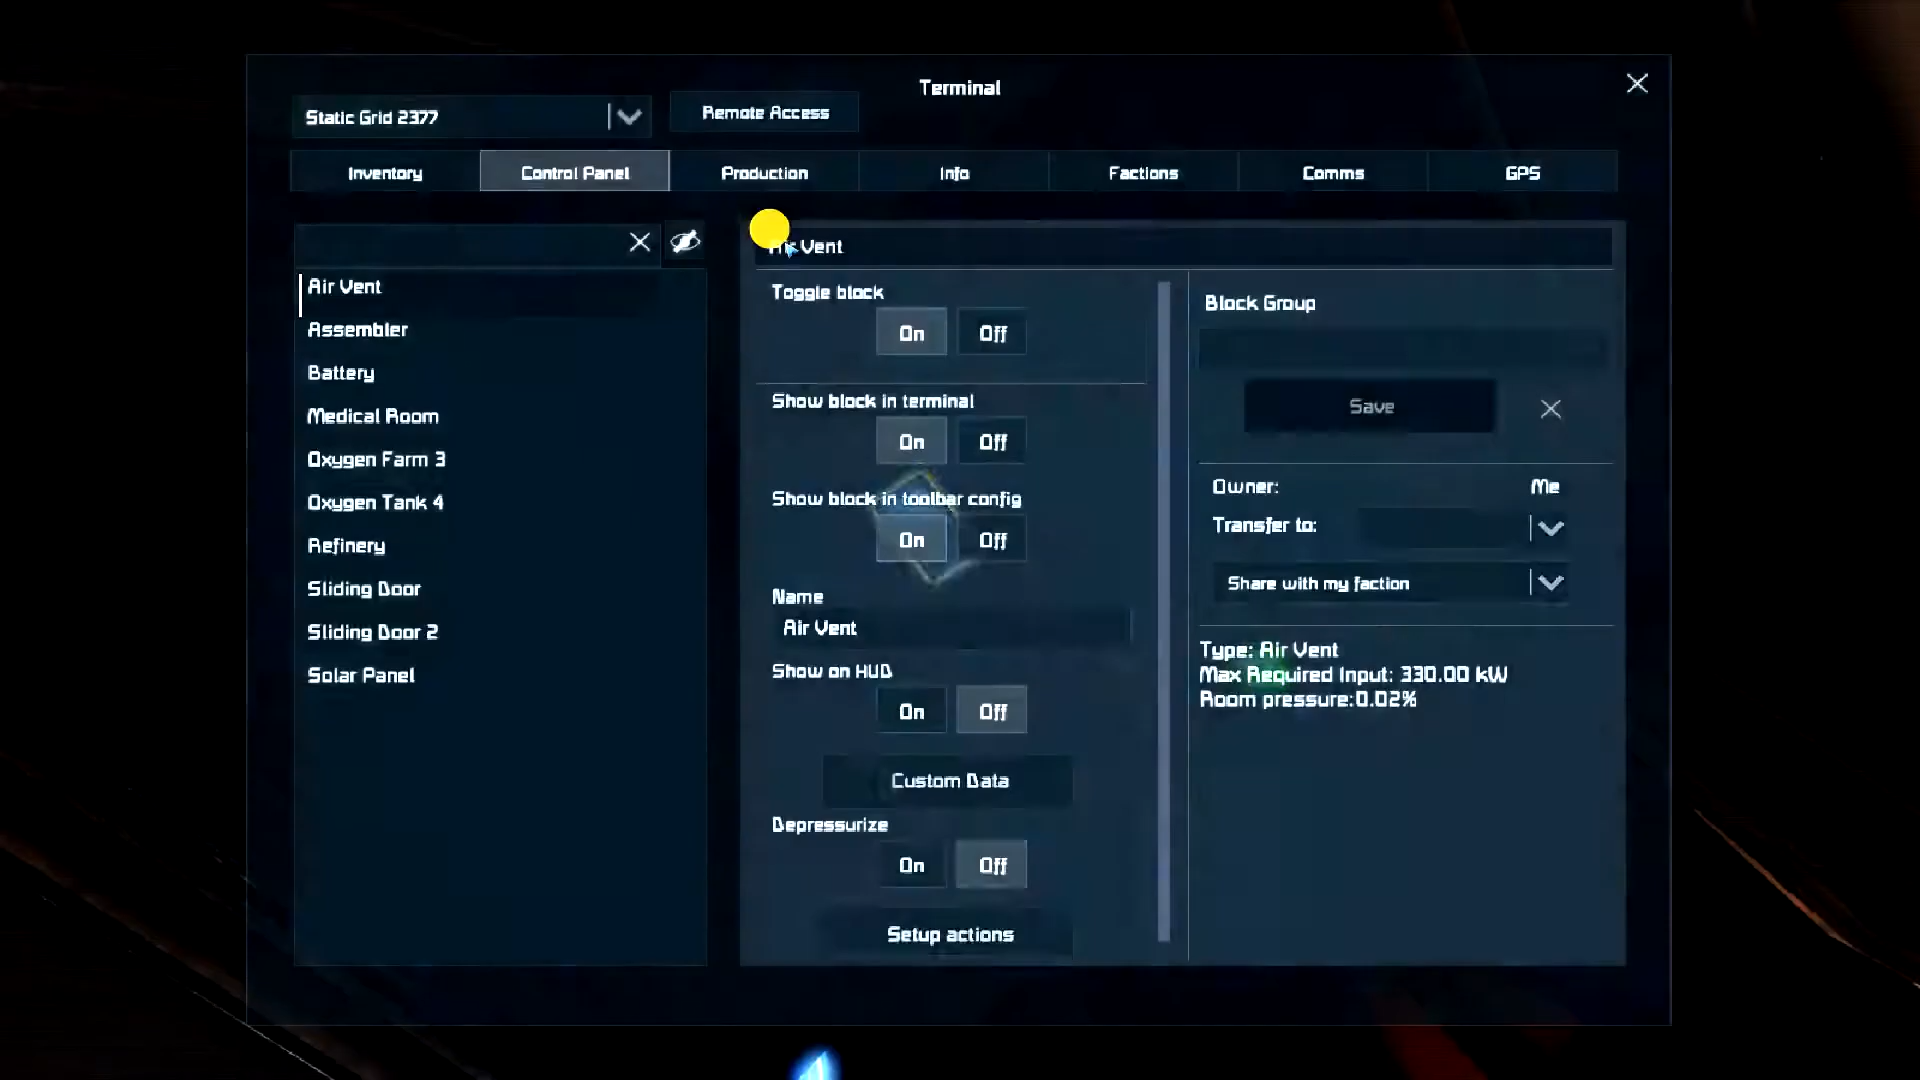 Terminal
Static Grid 2377
Remote Access
Inventory
Control Panel
Production
Info
Factions
Comms
GPS
Air Vent
Assembler
Battery
Medical Room
Oxygen Farm 3
Oxygen Tank 4
Refinery
Sliding Door
Sliding Door 2
Solar Panel
Air Vent
Toggle block
On Off
Show block in terminal
On Off
Show block in toolbar config
On Off
Name
Air Vent
Show on HUD
On Off
Custom Data
Depressurize
On Off
Setup actions
Block Group
Save
Owner: Me
Transfer to:
Share with my faction
Type: Air Vent
Max Required Input: 330.00 kW
Room pressure:0.02%